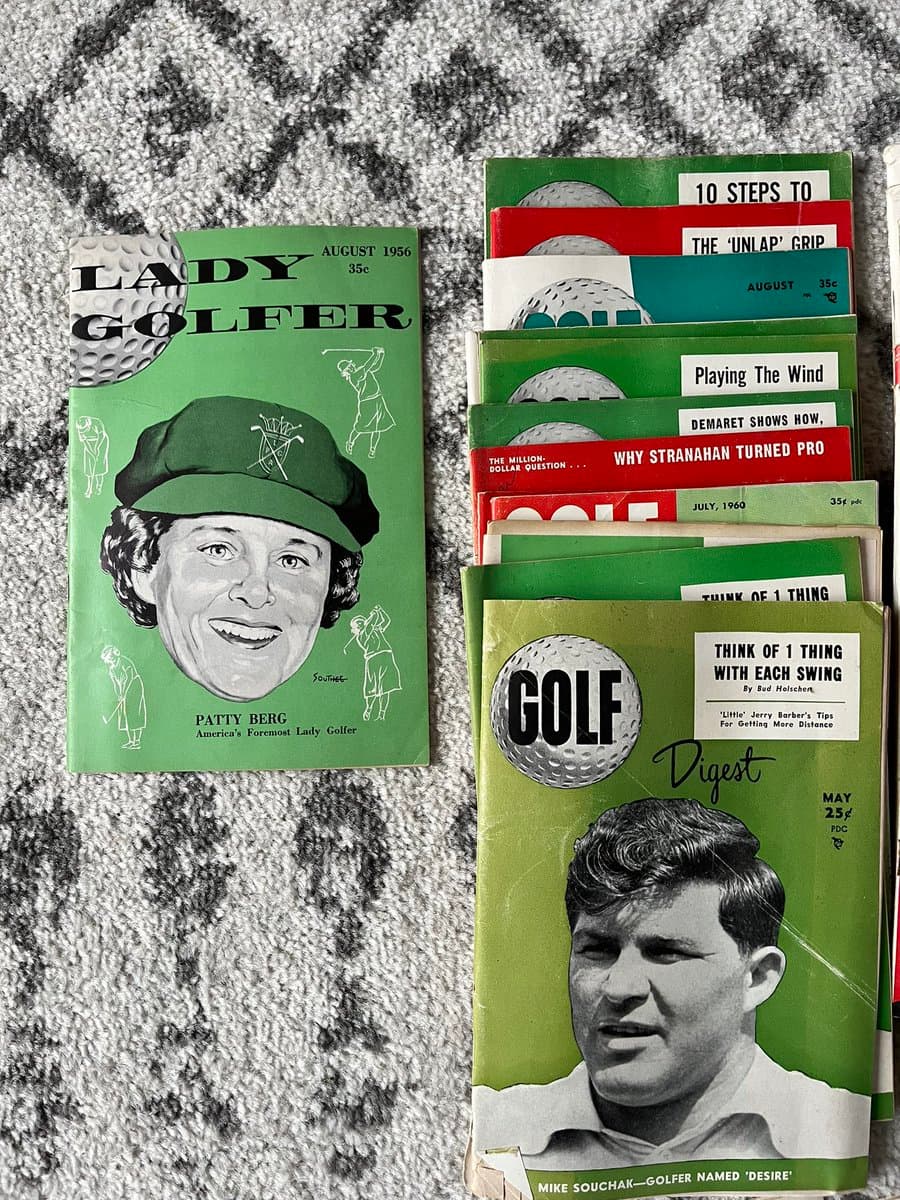 LADY
GOLFER
AUGUST 1956
35c
SOUTHEE
PATTY BERG
America's Foremost Lady Golfer
10 STEPS TO
THE 'UNLAP' GRIP
AUGUST 35c
GOLF
Playing The Wind
DEMARET SHOWS HOW,
THE MILLION-
DOLLAR QUESTION . . .
WHY STRANAHAN TURNED PRO
GOLF
JULY, 1960
35¢ pdc
THINK OF 1 THING
THINK OF 1 THING
WITH EACH SWING
By Bud Holscher
'Little' Jerry Barber's Tips
For Getting More Distance
GOLF
Digest
MAY
25¢
PDC
MIKE SOUCHAK—GOLFER NAMED 'DESIRE'